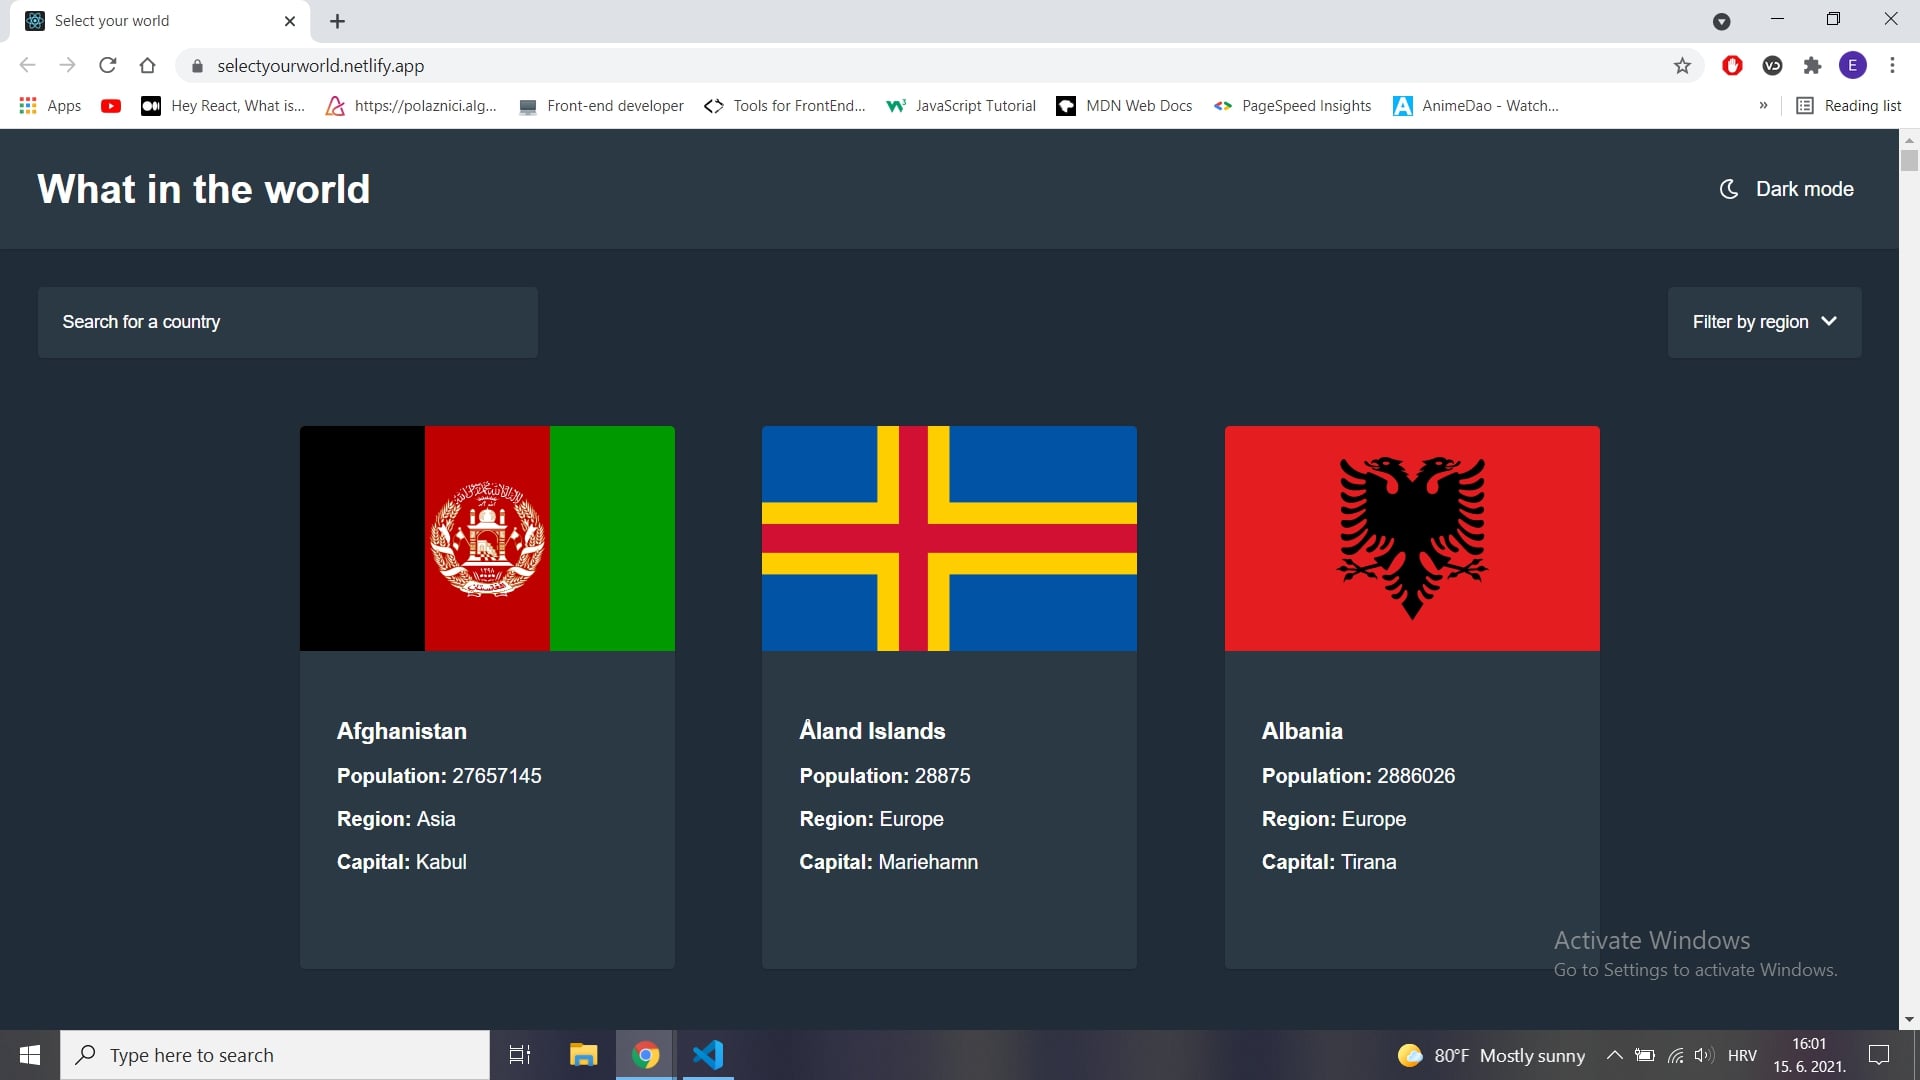 Select your world
selectyourworld.netlify.app
E
Apps
Hey React, What is...
https://polaznici.alg...
Front-end developer
Tools for FrontEnd...
JavaScript Tutorial
MDN Web Docs
PageSpeed Insights
AnimeDao - Watch...
»
Reading list
What in the world
Dark mode
Search for a country
Filter by region
Afghanistan
Population: 27657145
Region: Asia
Capital: Kabul
Åland Islands
Population: 28875
Region: Europe
Capital: Mariehamn
Albania
Population: 2886026
Region: Europe
Capital: Tirana
Activate Windows
Go to Settings to activate Windows.
Type here to search
80°F Mostly sunny
HRV
16:01
15. 6. 2021.